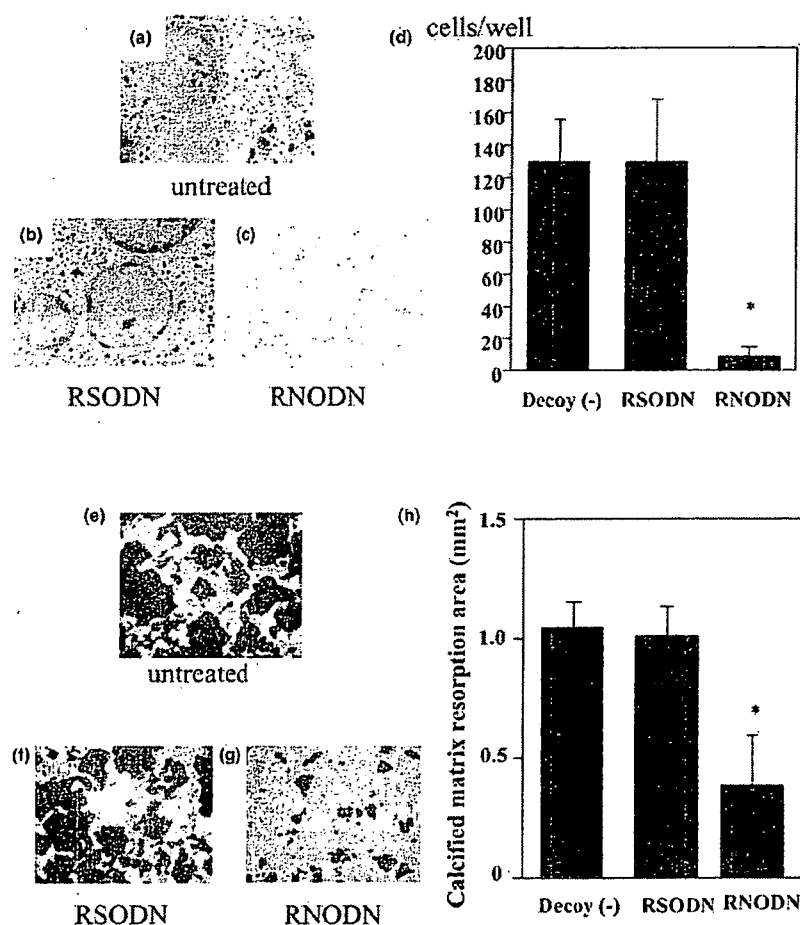 (a)
untreated
(b)
(c)
RSODN
RNODN
(d)
cells/well
200
180
160
140
120
100
80
60
40
20
0
*
Decoy (-)
RSODN
RNODN
(e)
untreated
(f)
(g)
RSODN
RNODN
(h)
Calcified matrix resorption area (mm²)
1.5
1.0
0.5
0
*
Decoy (-)
RSODN
RNODN